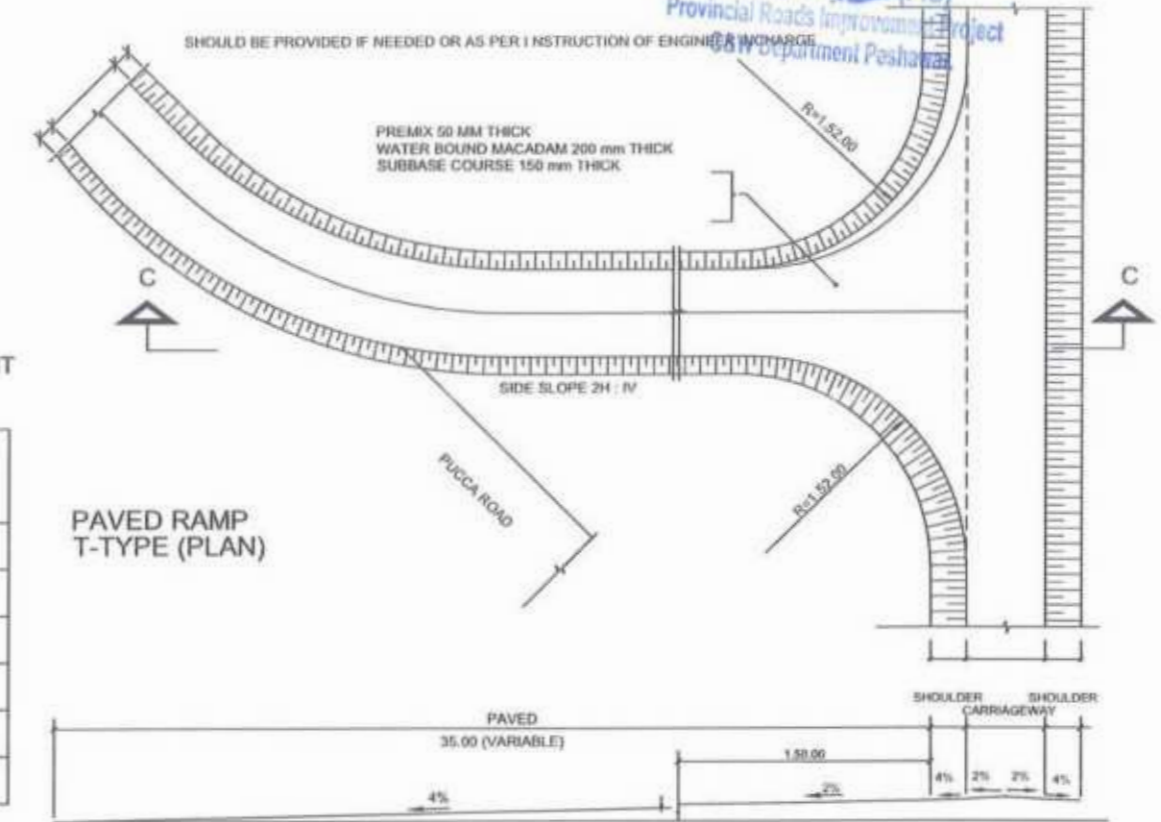 (PIU)
Provincial Roads Improvement Project
C&W Department Peshawar
SHOULD BE PROVIDED IF NEEDED OR AS PER I NSTRUCTION OF ENGINEER INCHARGE
R=1.52.00
PREMIX 50 MM THICK
WATER BOUND MACADAM 200 mm THICK
SUBBASE COURSE 150 mm THICK
C
C
T
SIDE SLOPE 2H : IV
PUCCA ROAD
R=1.52.00
PAVED RAMP
T-TYPE (PLAN)
SHOULDER SHOULDER
CARRIAGEWAY
PAVED
35.00 (VARIABLE)
1.50.00
4% 2% 2% 4%
4%
2%